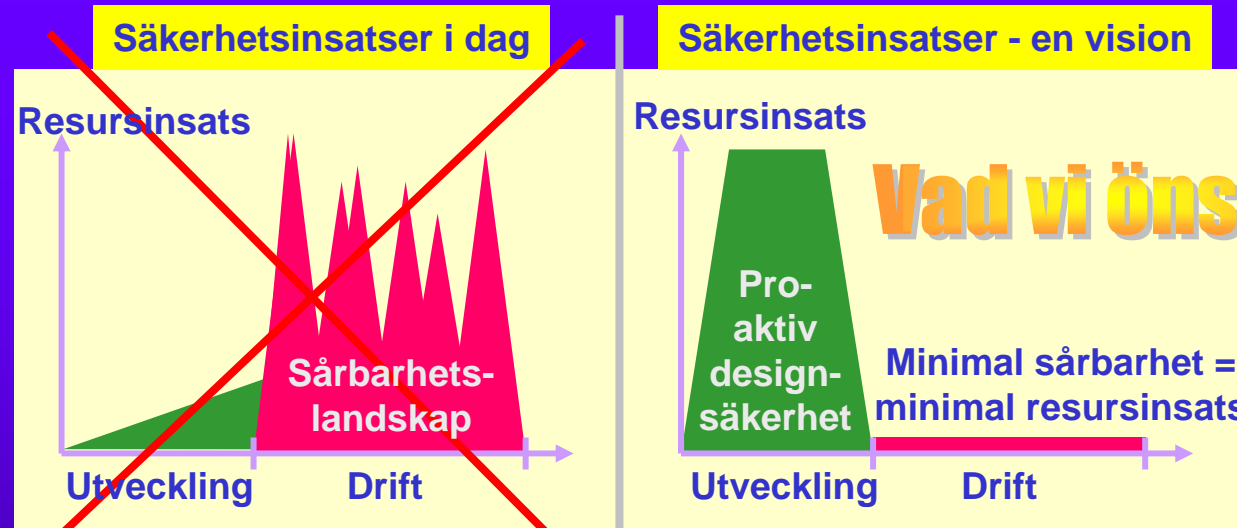 Säkerhetsinsatser i dag
Resursinsats
Sårbarhets-
landskap
Utveckling
Drift
Säkerhetsinsatser - en vision
Resursinsats
Vad vi öns
Pro-
aktiv
design-
säkerhet
Minimal sårbarhet =
minimal resursinsats
Utveckling
Drift